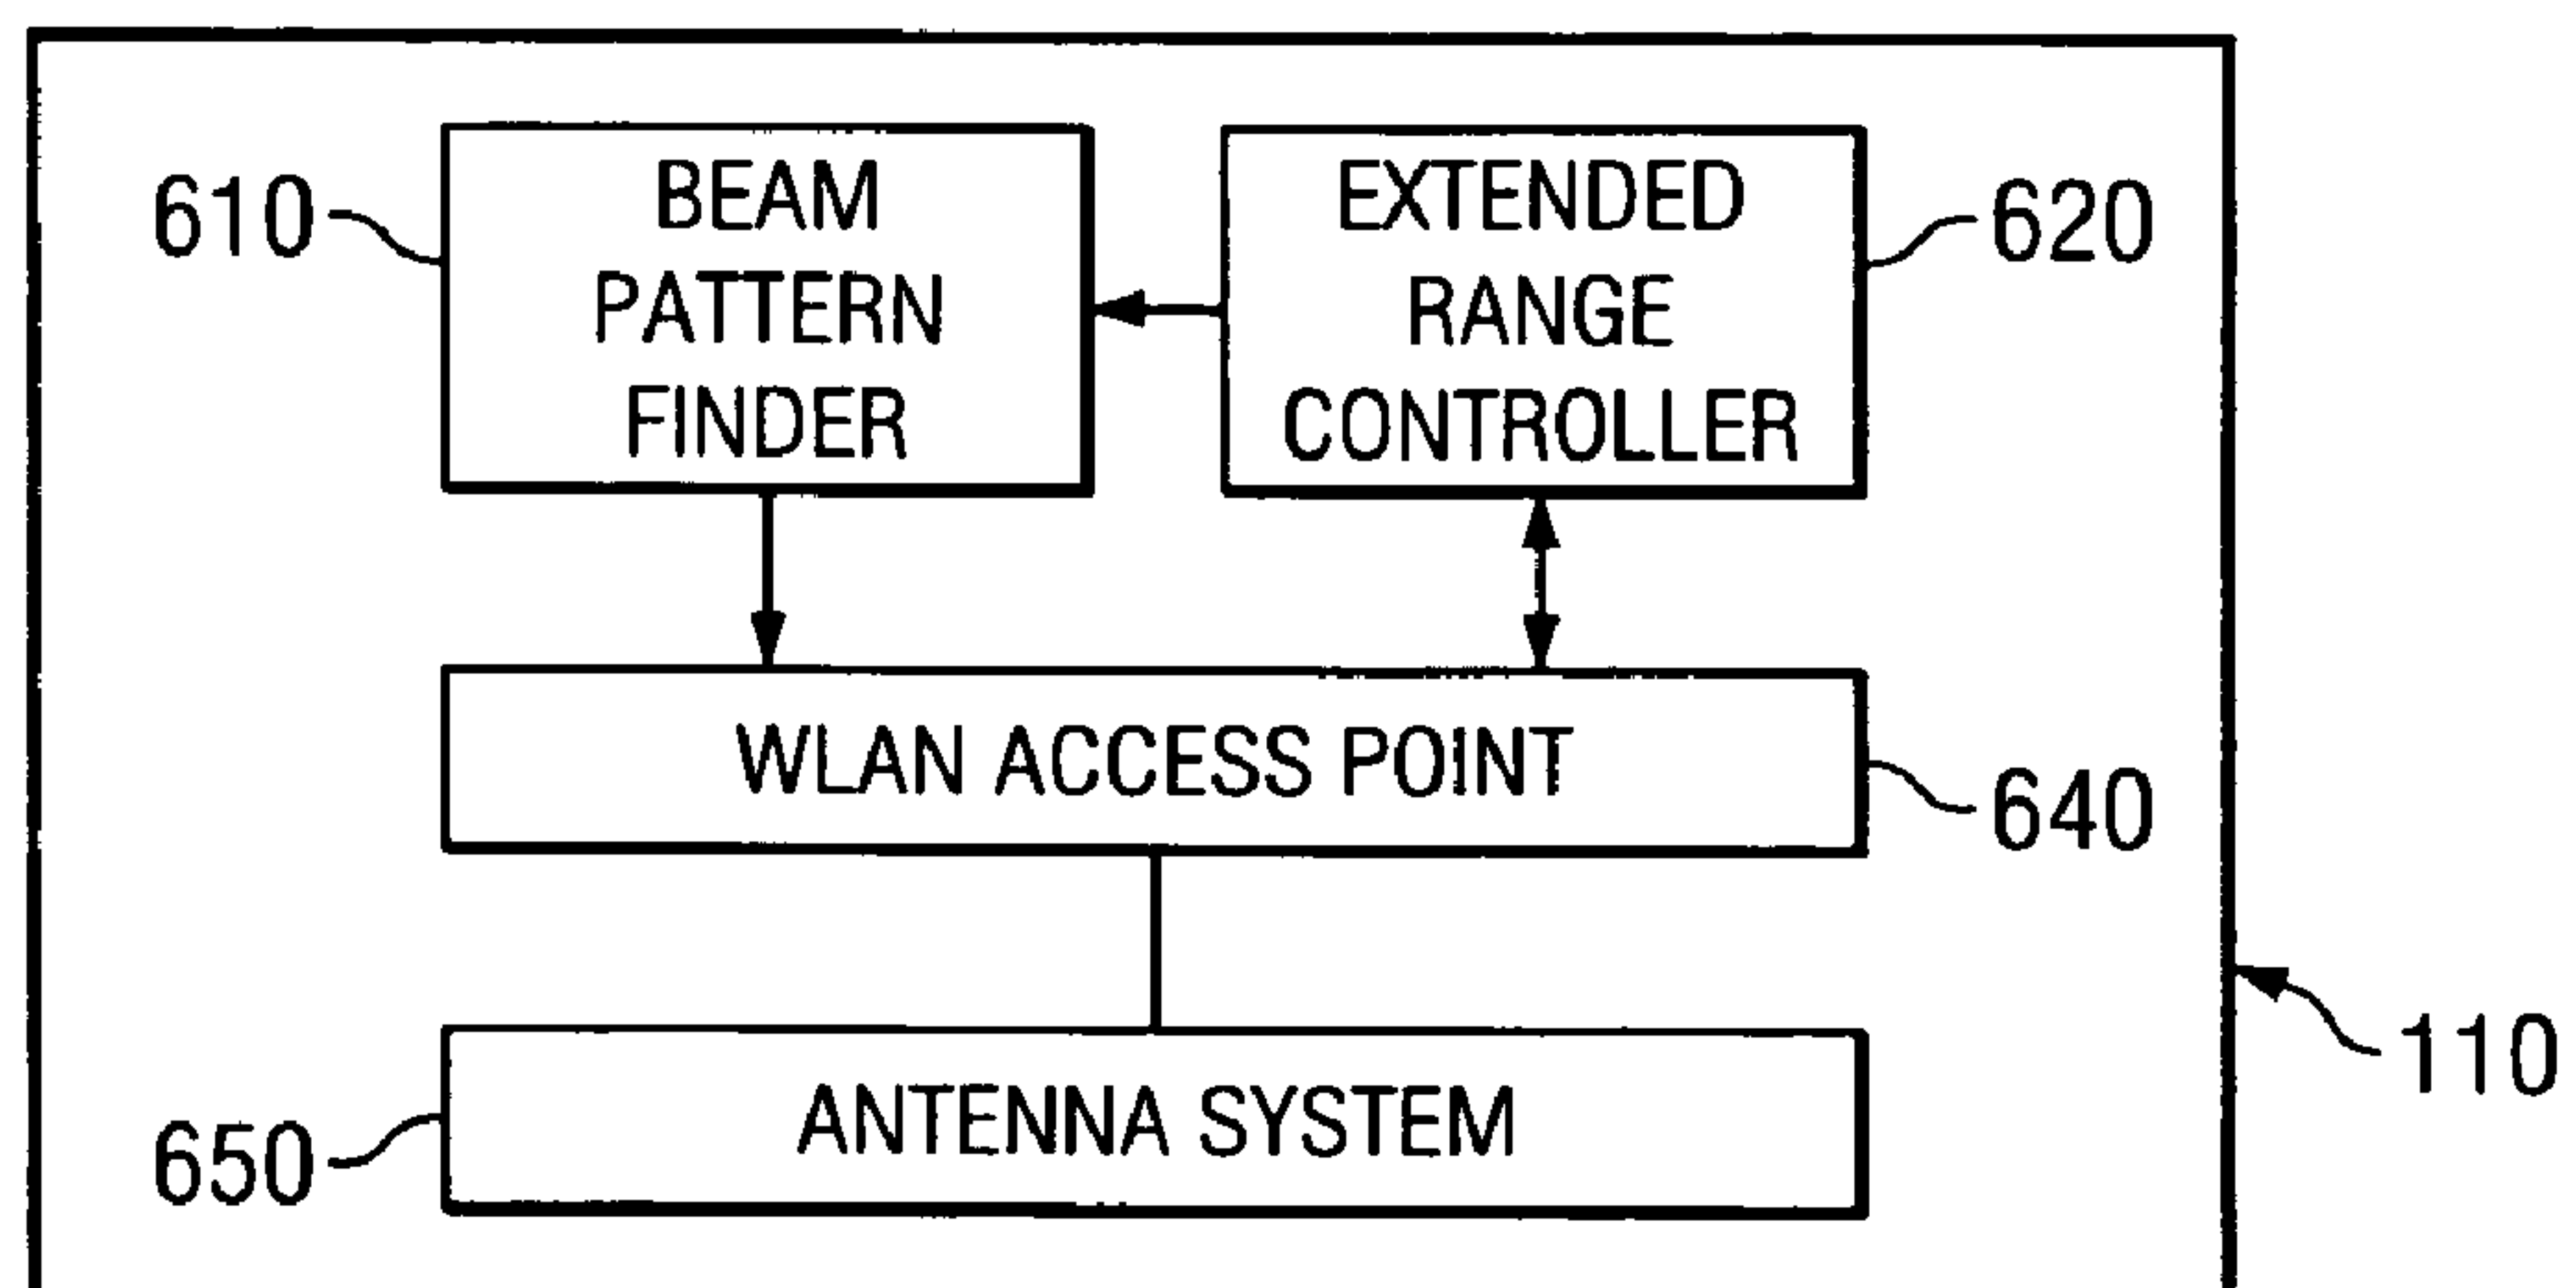 610
BEAM
PATTERN
FINDER
EXTENDED
RANGE
CONTROLLER
620
WLAN ACCESS POINT
640
110
650
ANTENNA SYSTEM